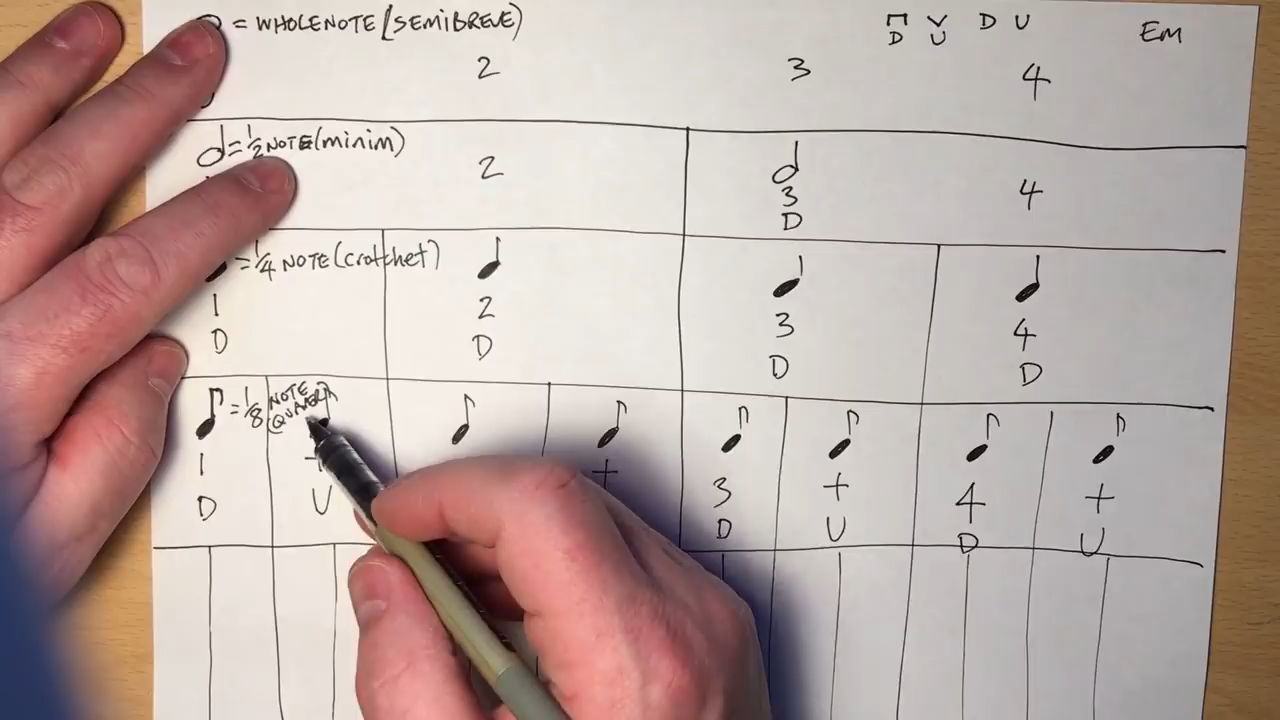 = WHOLENOTE (SEMIBREVE)
D U
D U
Em
2 3 4
= 1/2 NOTE (minim)
2 3 4
D
= 1/4 NOTE (crotchet)
1 2 3 4
D D D D
= 1/8 NOTE
(QUAVER)
1 + + 3 + 4 +
D U D U D U